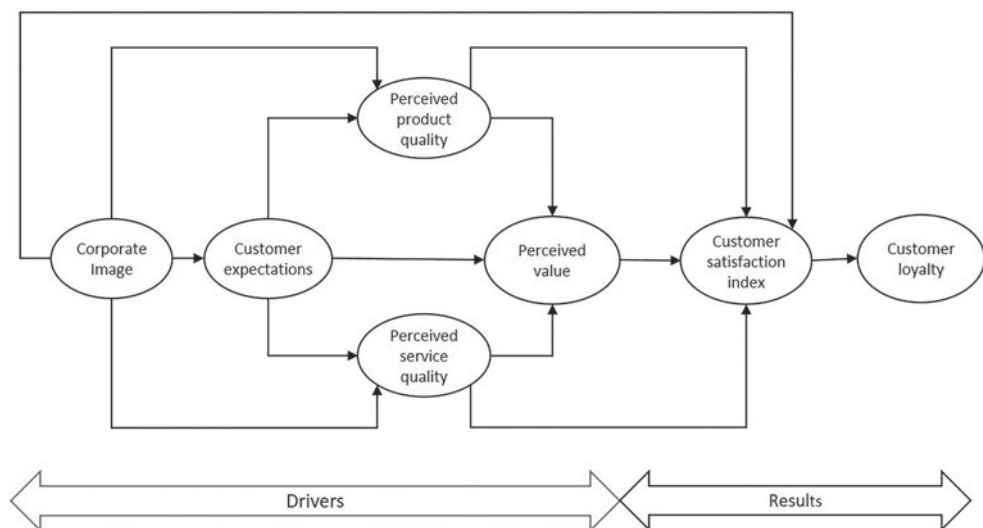 Perceived
product
quality
Corporate
Image
Customer
expectations
Perceived
value
Customer
satisfaction
index
Customer
loyalty
Perceived
service
quality
Drivers
Results